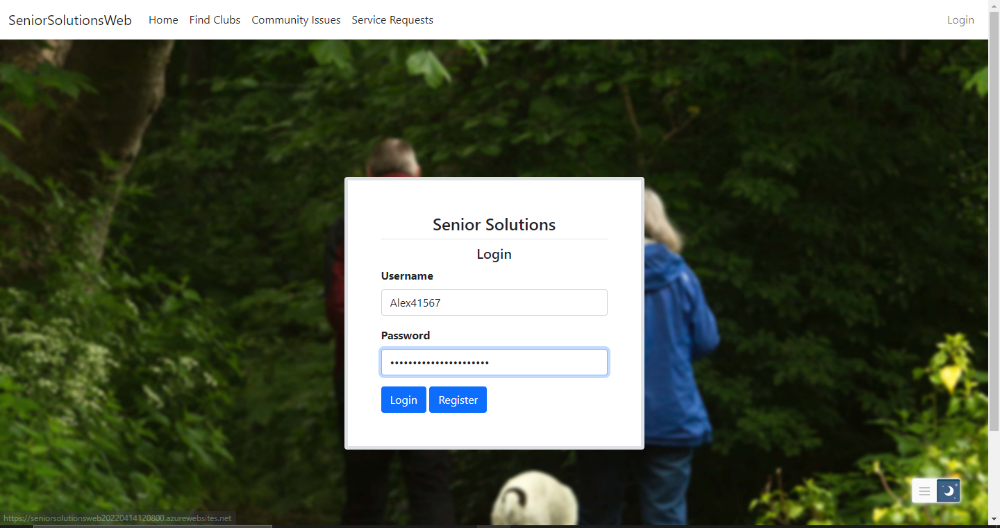 SeniorSolutionsWeb Home Find Clubs Community Issues Service Requests Login
Senior Solutions
Login
Username
Alex41567
Password
••••••••••••••••••••••
Login Register
https://seniorsolutionsweb20220414120800.azurewebsites.net